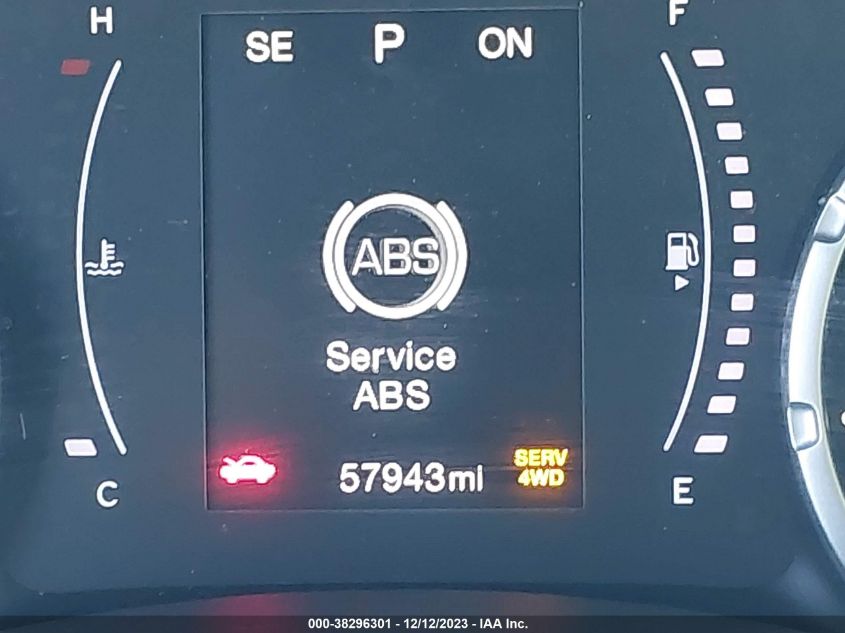 H F
SE P ON
ABS
Service
ABS
57943mi
SERV
4WD
C E
000-38296301 - 12/12/2023 - IAA Inc.